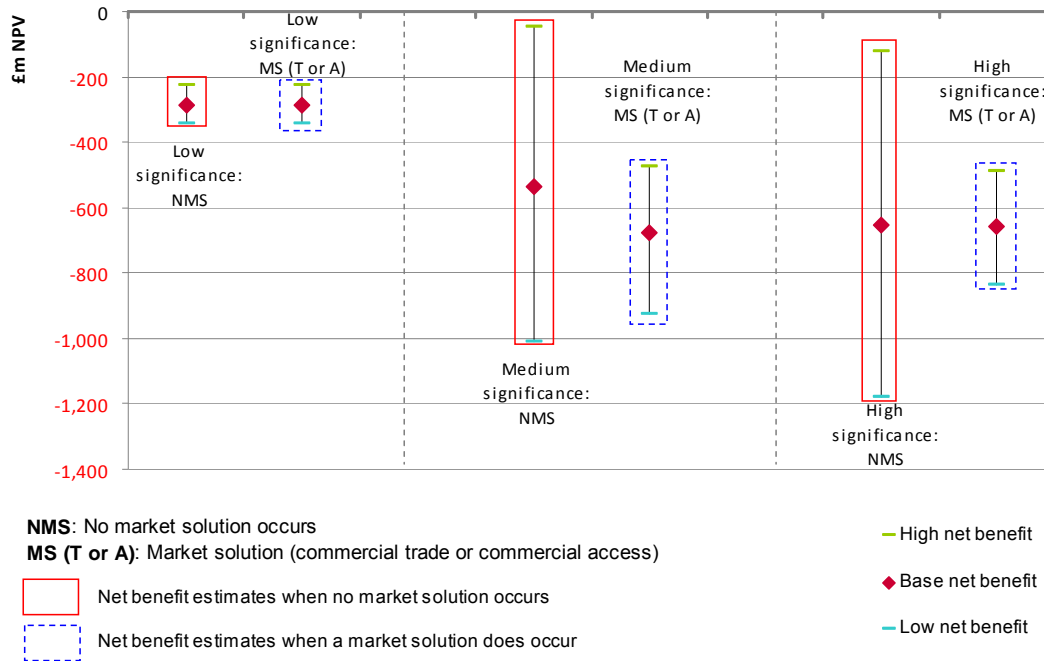 £m NPV
0
-200
-400
-600
-800
-1,000
-1,200
-1,400
Low
significance:
NMS
Low
significance:
MS (T or A)
Medium
significance:
NMS
Medium
significance:
MS (T or A)
High
significance:
NMS
High
significance:
MS (T or A)
NMS: No market solution occurs
MS (T or A): Market solution (commercial trade or commercial access)
Net benefit estimates when no market solution occurs
Net benefit estimates when a market solution does occur
High net benefit
Base net benefit
Low net benefit